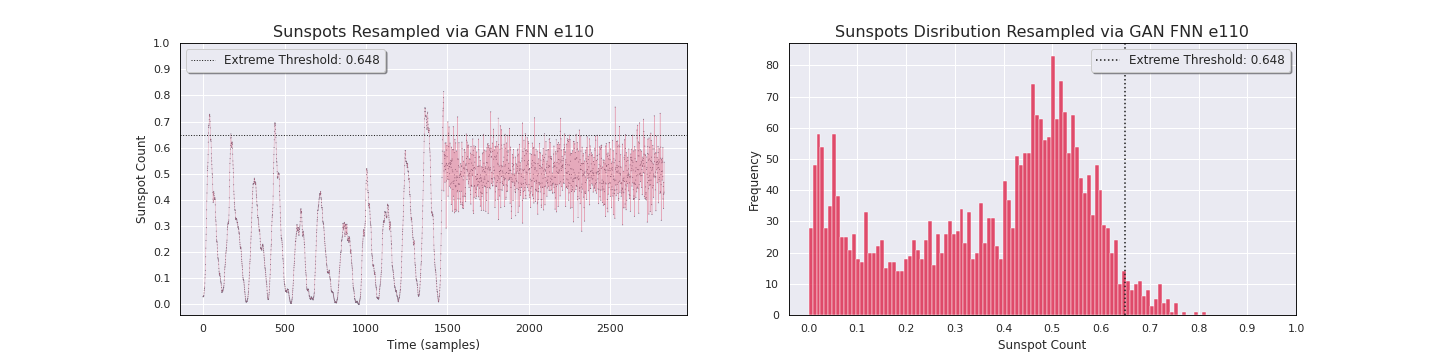 Sunspots Resampled via GAN FNN e110
Extreme Threshold: 0.648
Sunspot Count
1.0
0.9
0.8
0.7
0.6
0.5
0.4
0.3
0.2
0.1
0.0
0 500 1000 1500 2000 2500
Time (samples)
Sunspots Disribution Resampled via GAN FNN e110
Extreme Threshold: 0.648
Frequency
80
70
60
50
40
30
20
10
0
0.0 0.1 0.2 0.3 0.4 0.5 0.6 0.7 0.8 0.9 1.0
Sunspot Count